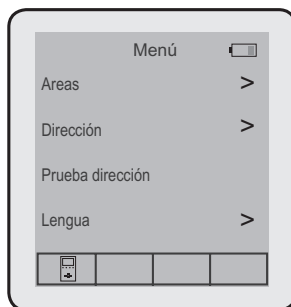 Menú
Areas >
Dirección >
Prueba dirección
Lengua >